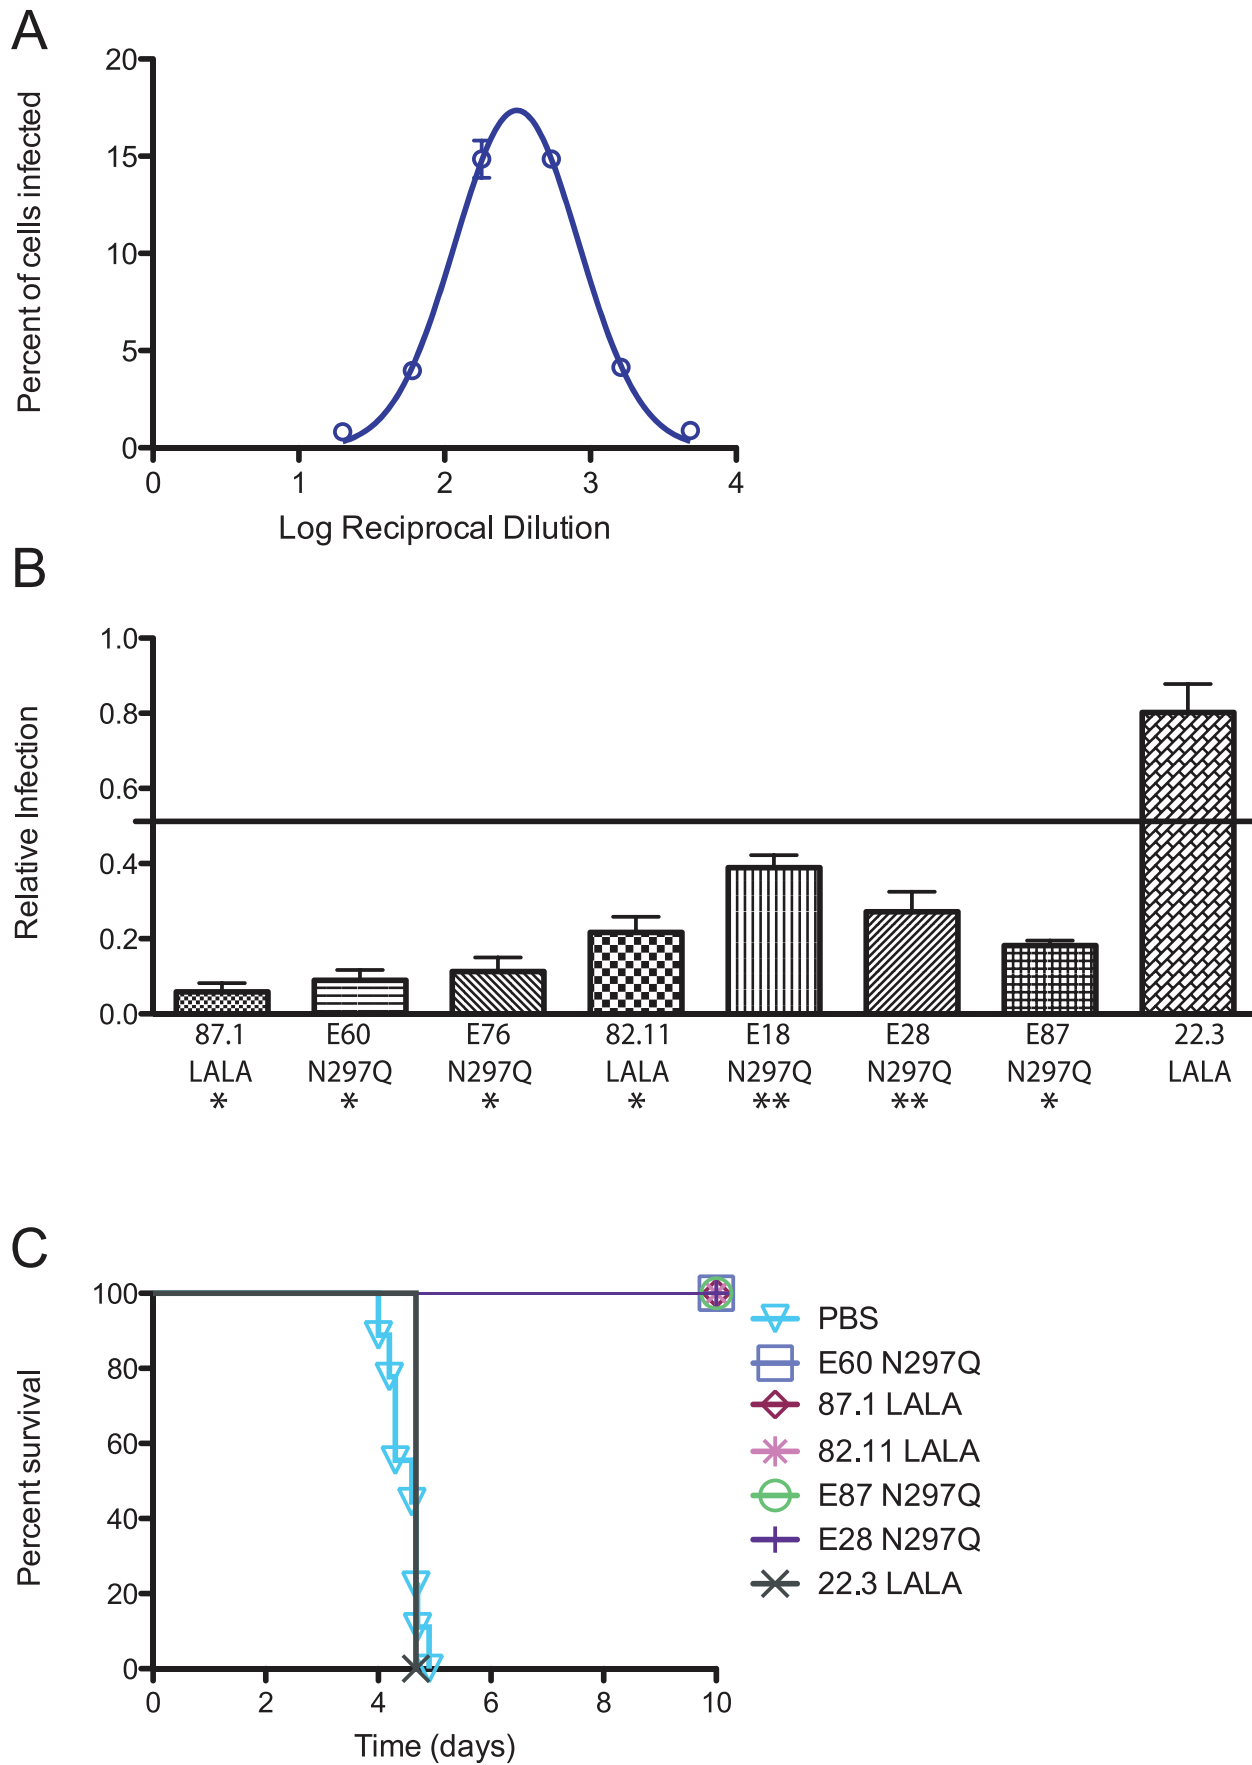 A
Percent of cells infected
20
15
10
5
0
0 1 2 3 4
Log Reciprocal Dilution
B
Relative Infection
1.0
0.8
0.6
0.4
0.2
0.0
87.1 E60 E76 82.11 E18 E28 E87 22.3
LALA N297Q N297Q LALA N297Q N297Q N297Q LALA
* * * * ** ** *
C
Percent survival
100
80
60
40
20
0
0 2 4 6 8 10
Time (days)
PBS
E60 N297Q
87.1 LALA
82.11 LALA
E87 N297Q
E28 N297Q
22.3 LALA